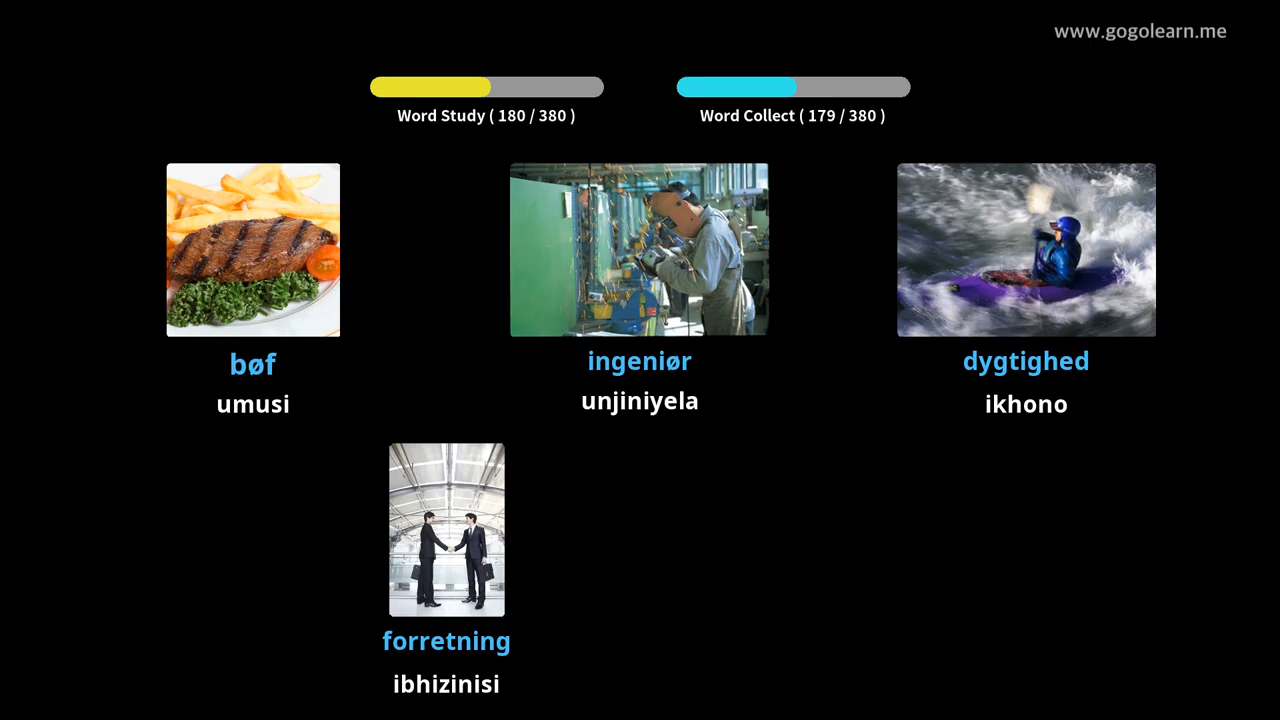 www.gogolearn.me
Word Study ( 180 / 380 )
Word Collect ( 179 / 380 )
bøf
umusi
ingeniør
unjiniyela
dygtighed
ikhono
forretning
ibhizinisi